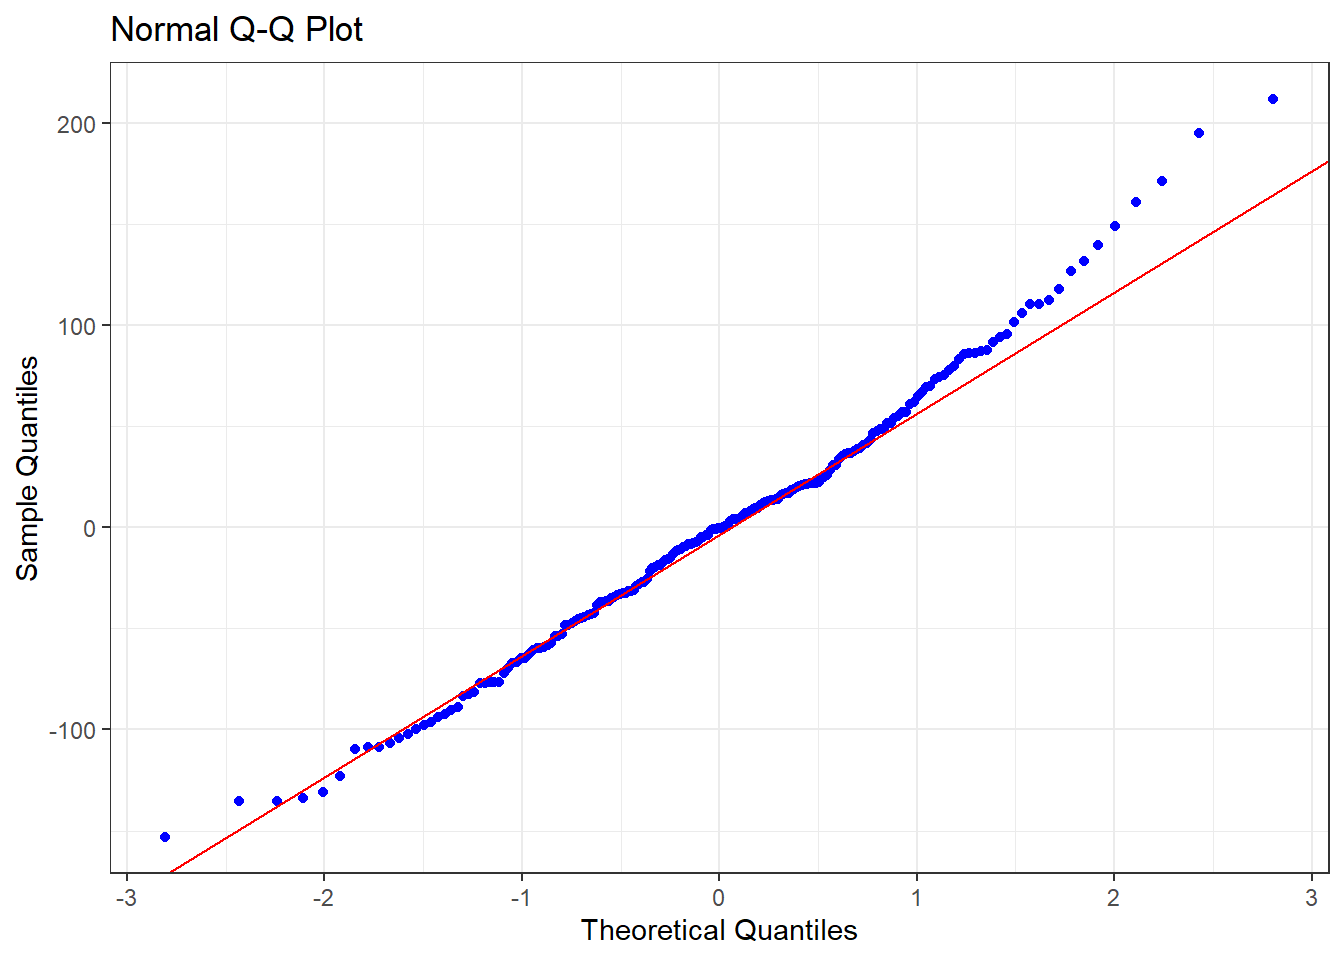 Normal Q-Q Plot
200
100
0
-100
Sample Quantiles
-3 -2 -1 0 1 2 3
Theoretical Quantiles